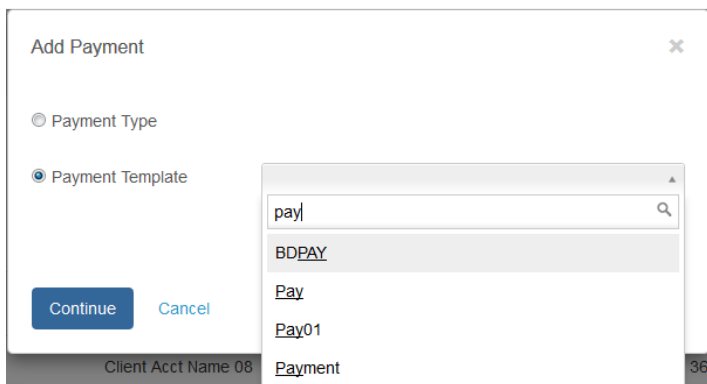 Add Payment
Payment Type
Payment Template
pay
BDPAY
Pay
Continue Cancel
Pay01
Client Acct Name 08 Payment 36